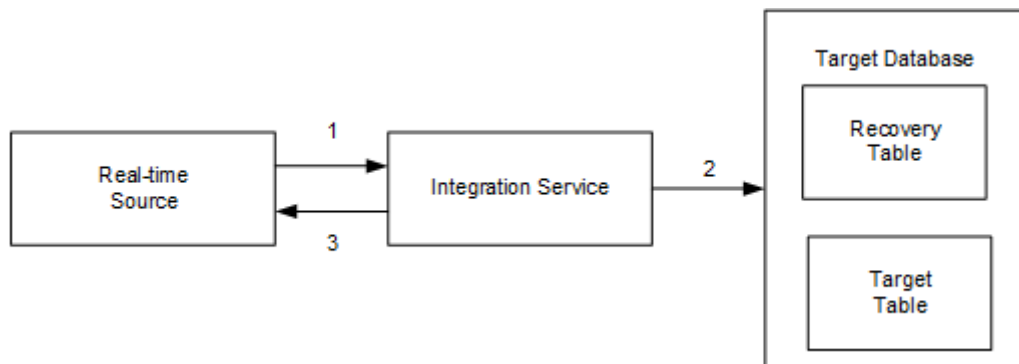 Target Database
Recovery
Table
1
Real-time
Source
Integration Service
2
3
Target
Table